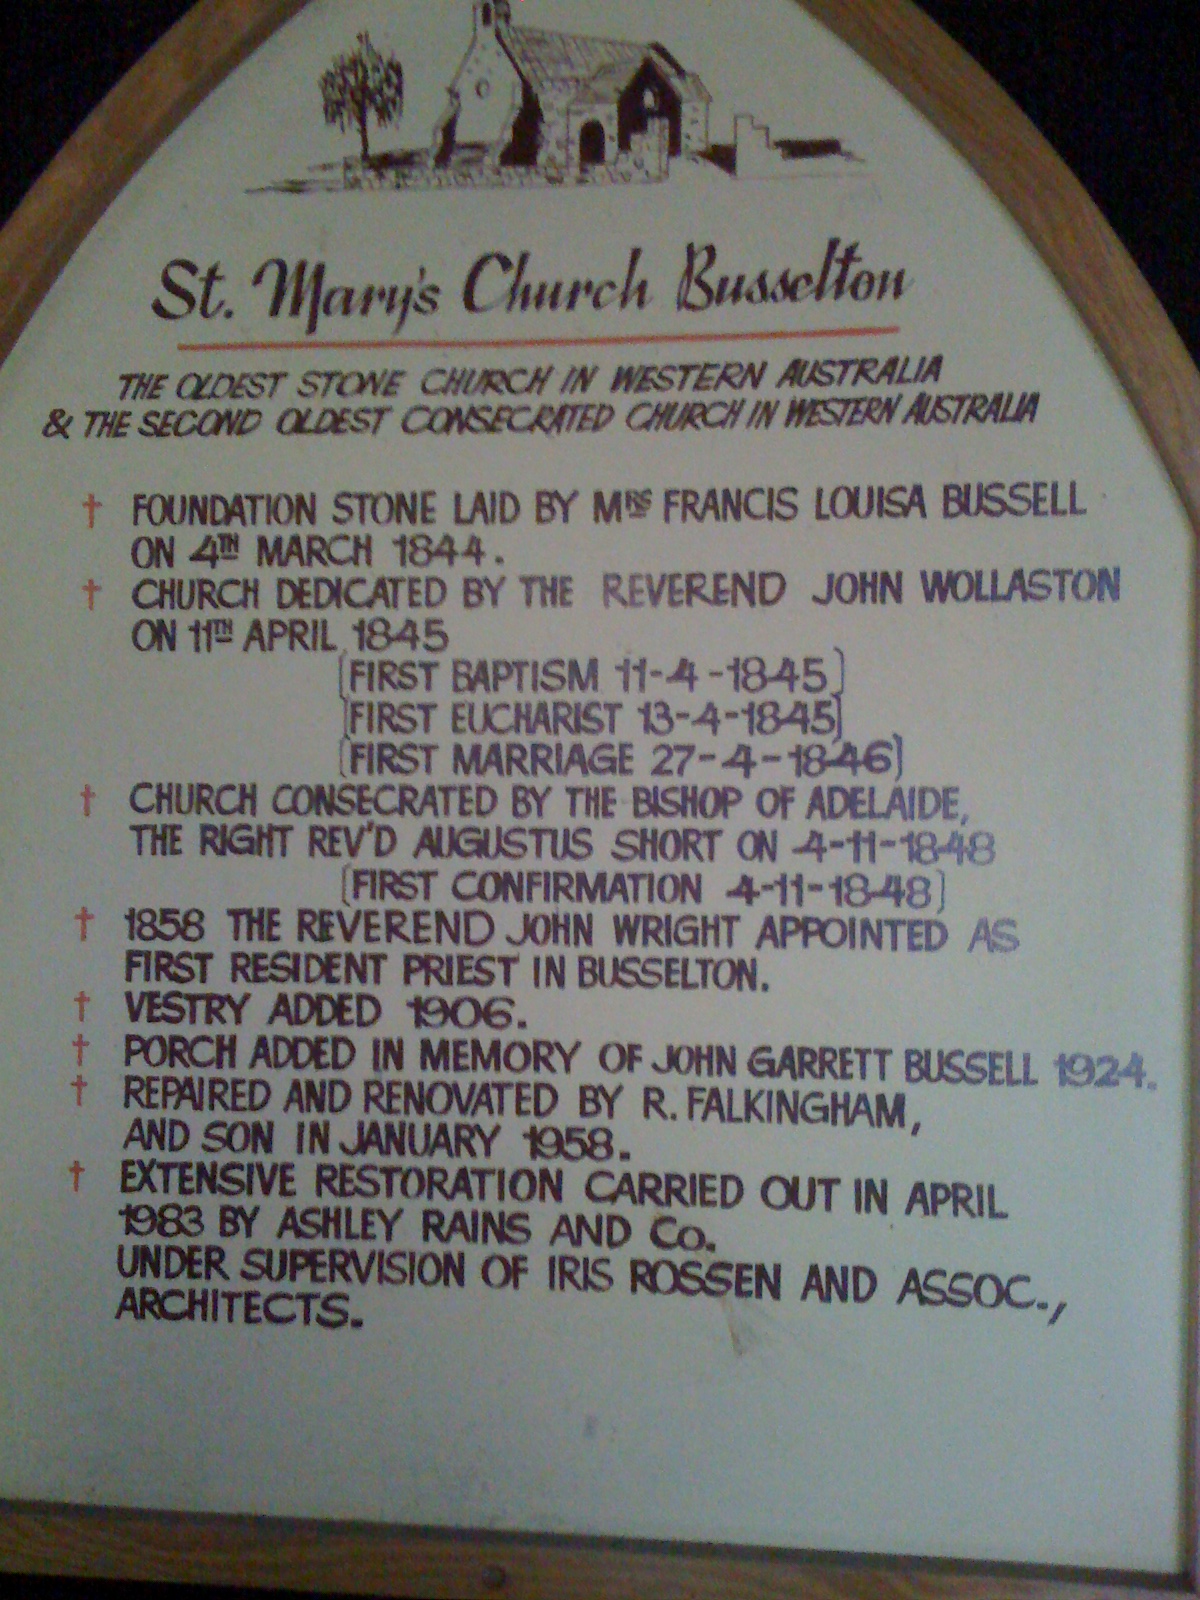 St. Mary's Church Busselton
THE OLDEST STONE CHURCH IN WESTERN AUSTRALIA
& THE SECOND OLDEST CONSECRATED CHURCH IN WESTERN AUSTRALIA
† FOUNDATION STONE LAID BY MRS FRANCIS LOUISA BUSSELL
ON 4TH MARCH 1844.
† CHURCH DEDICATED BY THE REVEREND JOHN WOLLASTON
ON 11TH APRIL 1845
[FIRST BAPTISM 11-4-1845]
[FIRST EUCHARIST 13-4-1845]
[FIRST MARRIAGE 27-4-1846]
† CHURCH CONSECRATED BY THE BISHOP OF ADELAIDE,
THE RIGHT REV'D AUGUSTUS SHORT ON 4-11-1848
[FIRST CONFIRMATION 4-11-1848]
† 1858 THE REVEREND JOHN WRIGHT APPOINTED AS
FIRST RESIDENT PRIEST IN BUSSELTON.
† VESTRY ADDED 1906.
† PORCH ADDED IN MEMORY OF JOHN GARRETT BUSSELL 1924.
† REPAIRED AND RENOVATED BY R. FALKINGHAM,
AND SON IN JANUARY 1958.
† EXTENSIVE RESTORATION CARRIED OUT IN APRIL
1983 BY ASHLEY RAINS AND Co.
UNDER SUPERVISION OF IRIS ROSSEN AND ASSOC.,
ARCHITECTS.